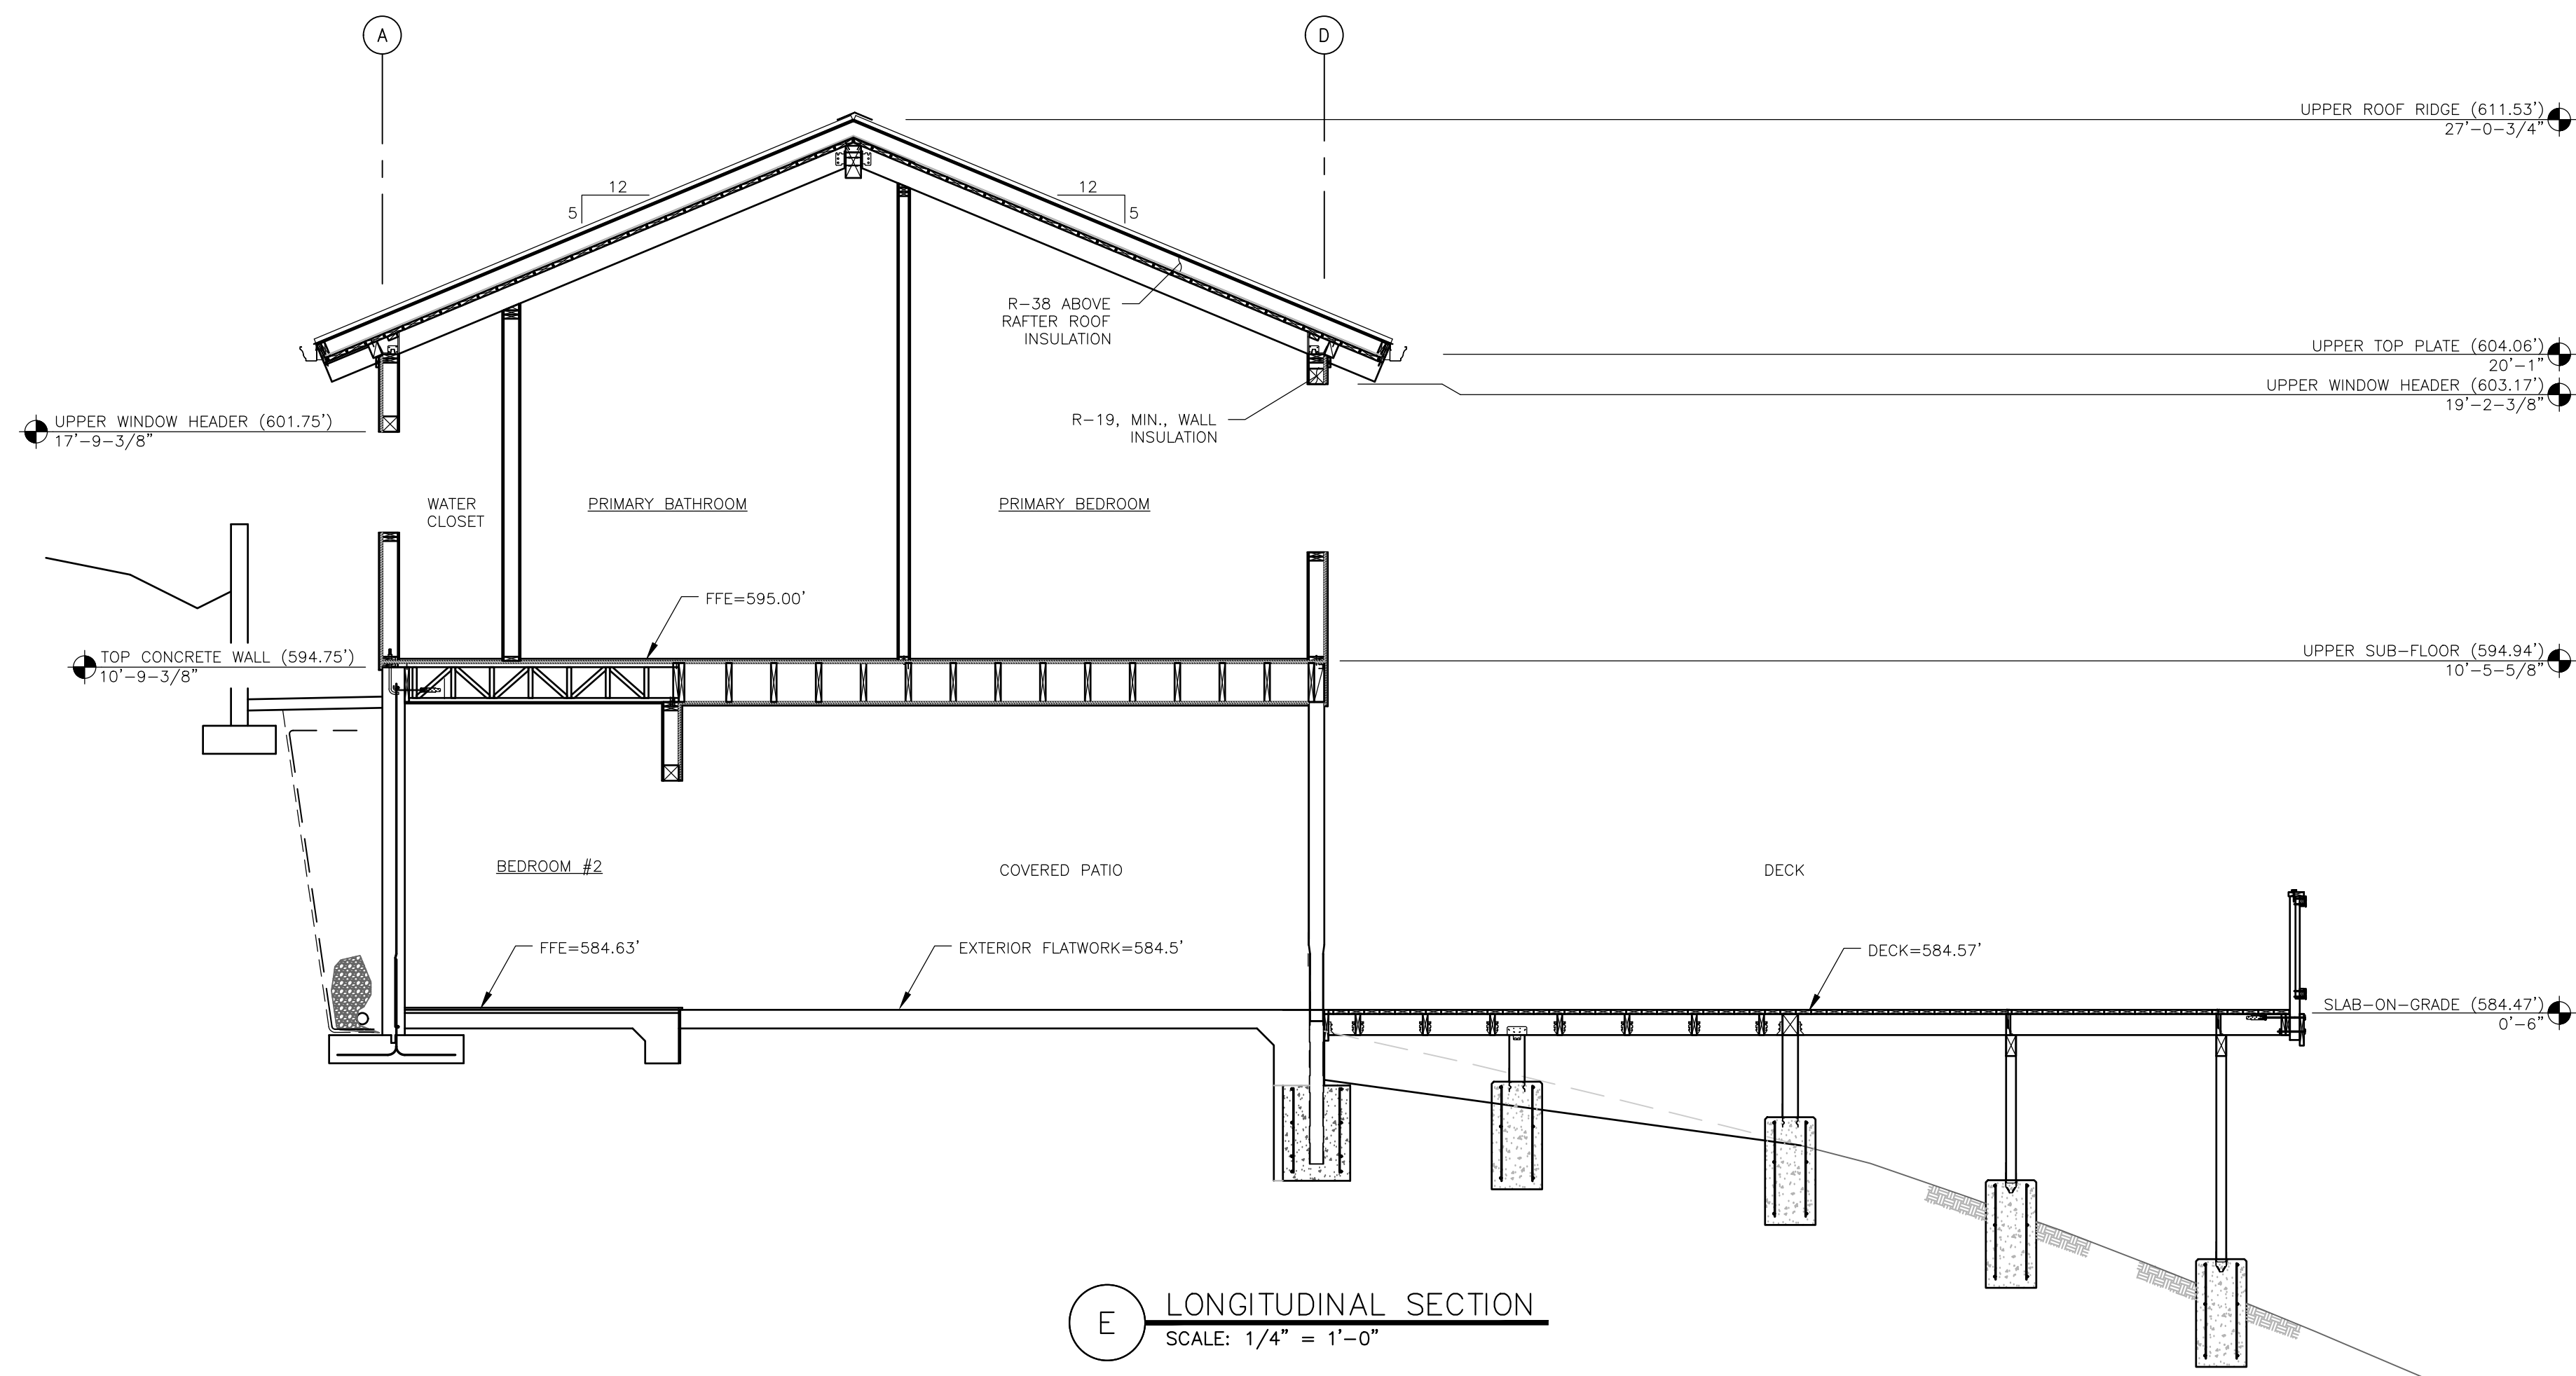 A
D
UPPER ROOF RIDGE (611.53')
27'-0-3/4"
12
5
12
5
R-38 ABOVE
RAFTER ROOF
INSULATION
UPPER TOP PLATE (604.06')
20'-1"
UPPER WINDOW HEADER (603.17')
19'-2-3/8"
UPPER WINDOW HEADER (601.75')
17'-9-3/8"
R-19, MIN., WALL
INSULATION
WATER
CLOSET
PRIMARY BATHROOM
PRIMARY BEDROOM
FFE=595.00'
TOP CONCRETE WALL (594.75')
10'-9-3/8"
UPPER SUB-FLOOR (594.94')
10'-5-5/8"
BEDROOM #2
COVERED PATIO
DECK
FFE=584.63'
EXTERIOR FLATWORK=584.5'
DECK=584.57'
SLAB-ON-GRADE (584.47')
0'-6"
E
LONGITUDINAL SECTION
SCALE: 1/4" = 1'-0"